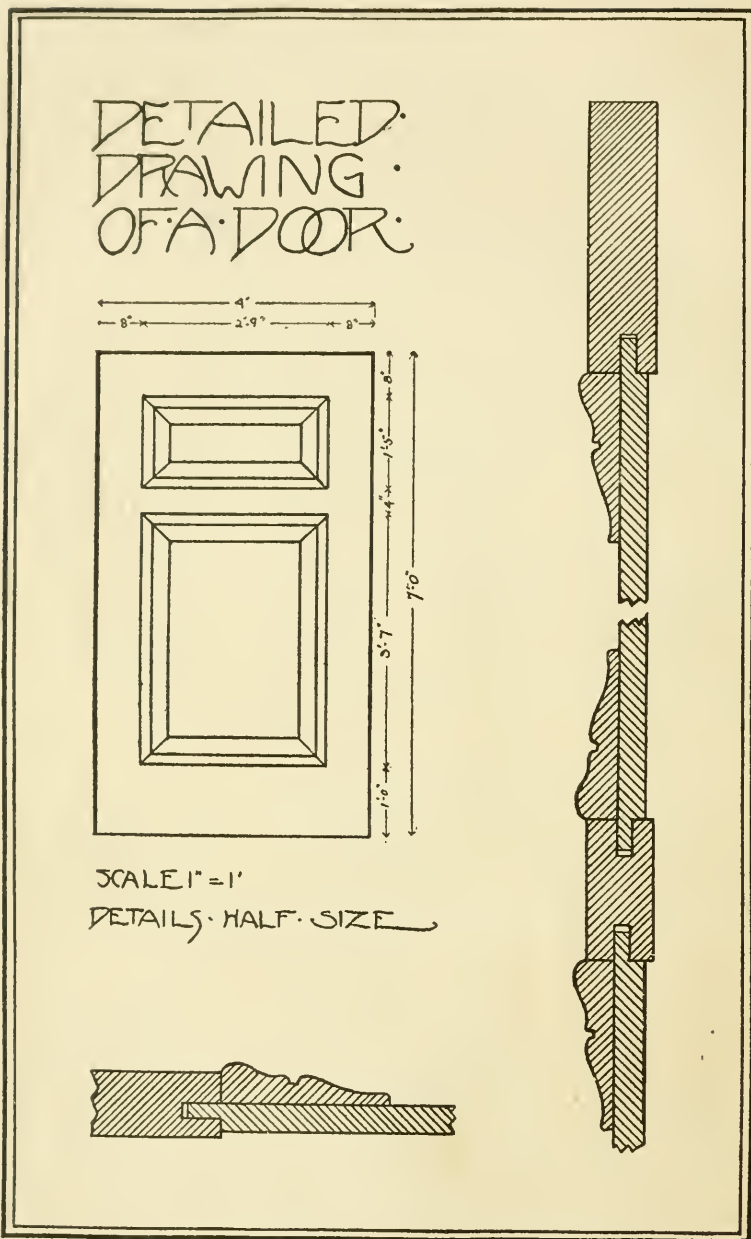 DETAILED·
DRAWING·
OF·A·DOOR·
4'
8" 2'-9" 8"
8"
1'-5"
4"
3'-7"
1'-0"
7'-0"
SCALE 1" = 1'
DETAILS· HALF· SIZE